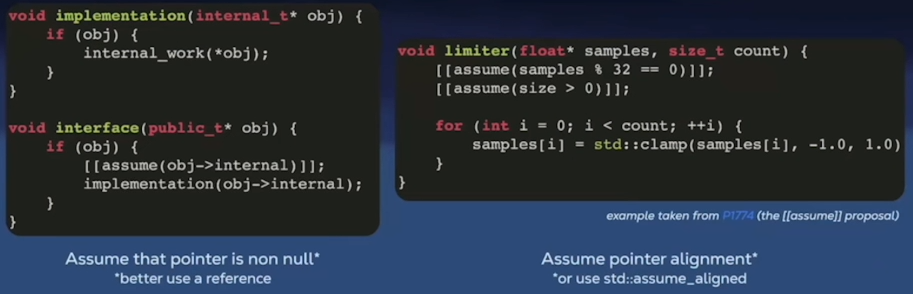 void implementation(internal_t* obj) {
    if (obj) {
        internal_work(*obj);
    }
}
void interface(public_t* obj) {
    if (obj) {
        [[assume(obj->internal)]];
        implementation(obj->internal);
    }
}
Assume that pointer is non null*
*better use a reference
void limiter(float* samples, size_t count) {
    [[assume(samples % 32 == 0)]];
    [[assume(size > 0)]];
    for (int i = 0; i < count; ++i) {
        samples[i] = std::clamp(samples[i], -1.0, 1.0)
    }
}
example taken from P1774 (the [[assume]] proposal)
Assume pointer alignment*
*or use std::assume_aligned